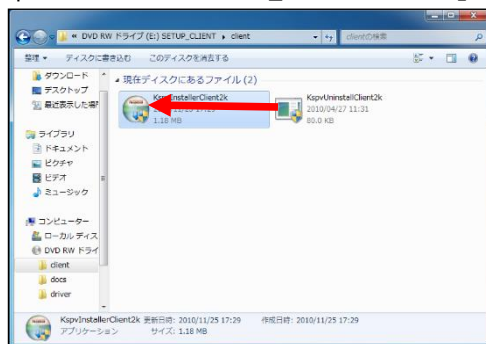 « DVD RW ドライブ (E:) SETUP_CLIENT ▸ client
clientの検索
整理 ▾ ディスクに書き込む このディスクを消去する
ダウンロード
デスクトップ
最近表示した場所
ライブラリ
ドキュメント
ピクチャ
ビデオ
ミュージック
コンピューター
ローカル ディス
DVD RW ドライ
client
docs
driver
現在ディスクにあるファイル (2)
KspvInstallerClient2k
1.18 MB
KspvUninstallClient2k
2010/04/27 11:31
80.0 KB
KspvInstallerClient2k 更新日時: 2010/11/25 17:29 作成日時: 2010/11/25 17:29
アプリケーション サイズ: 1.18 MB